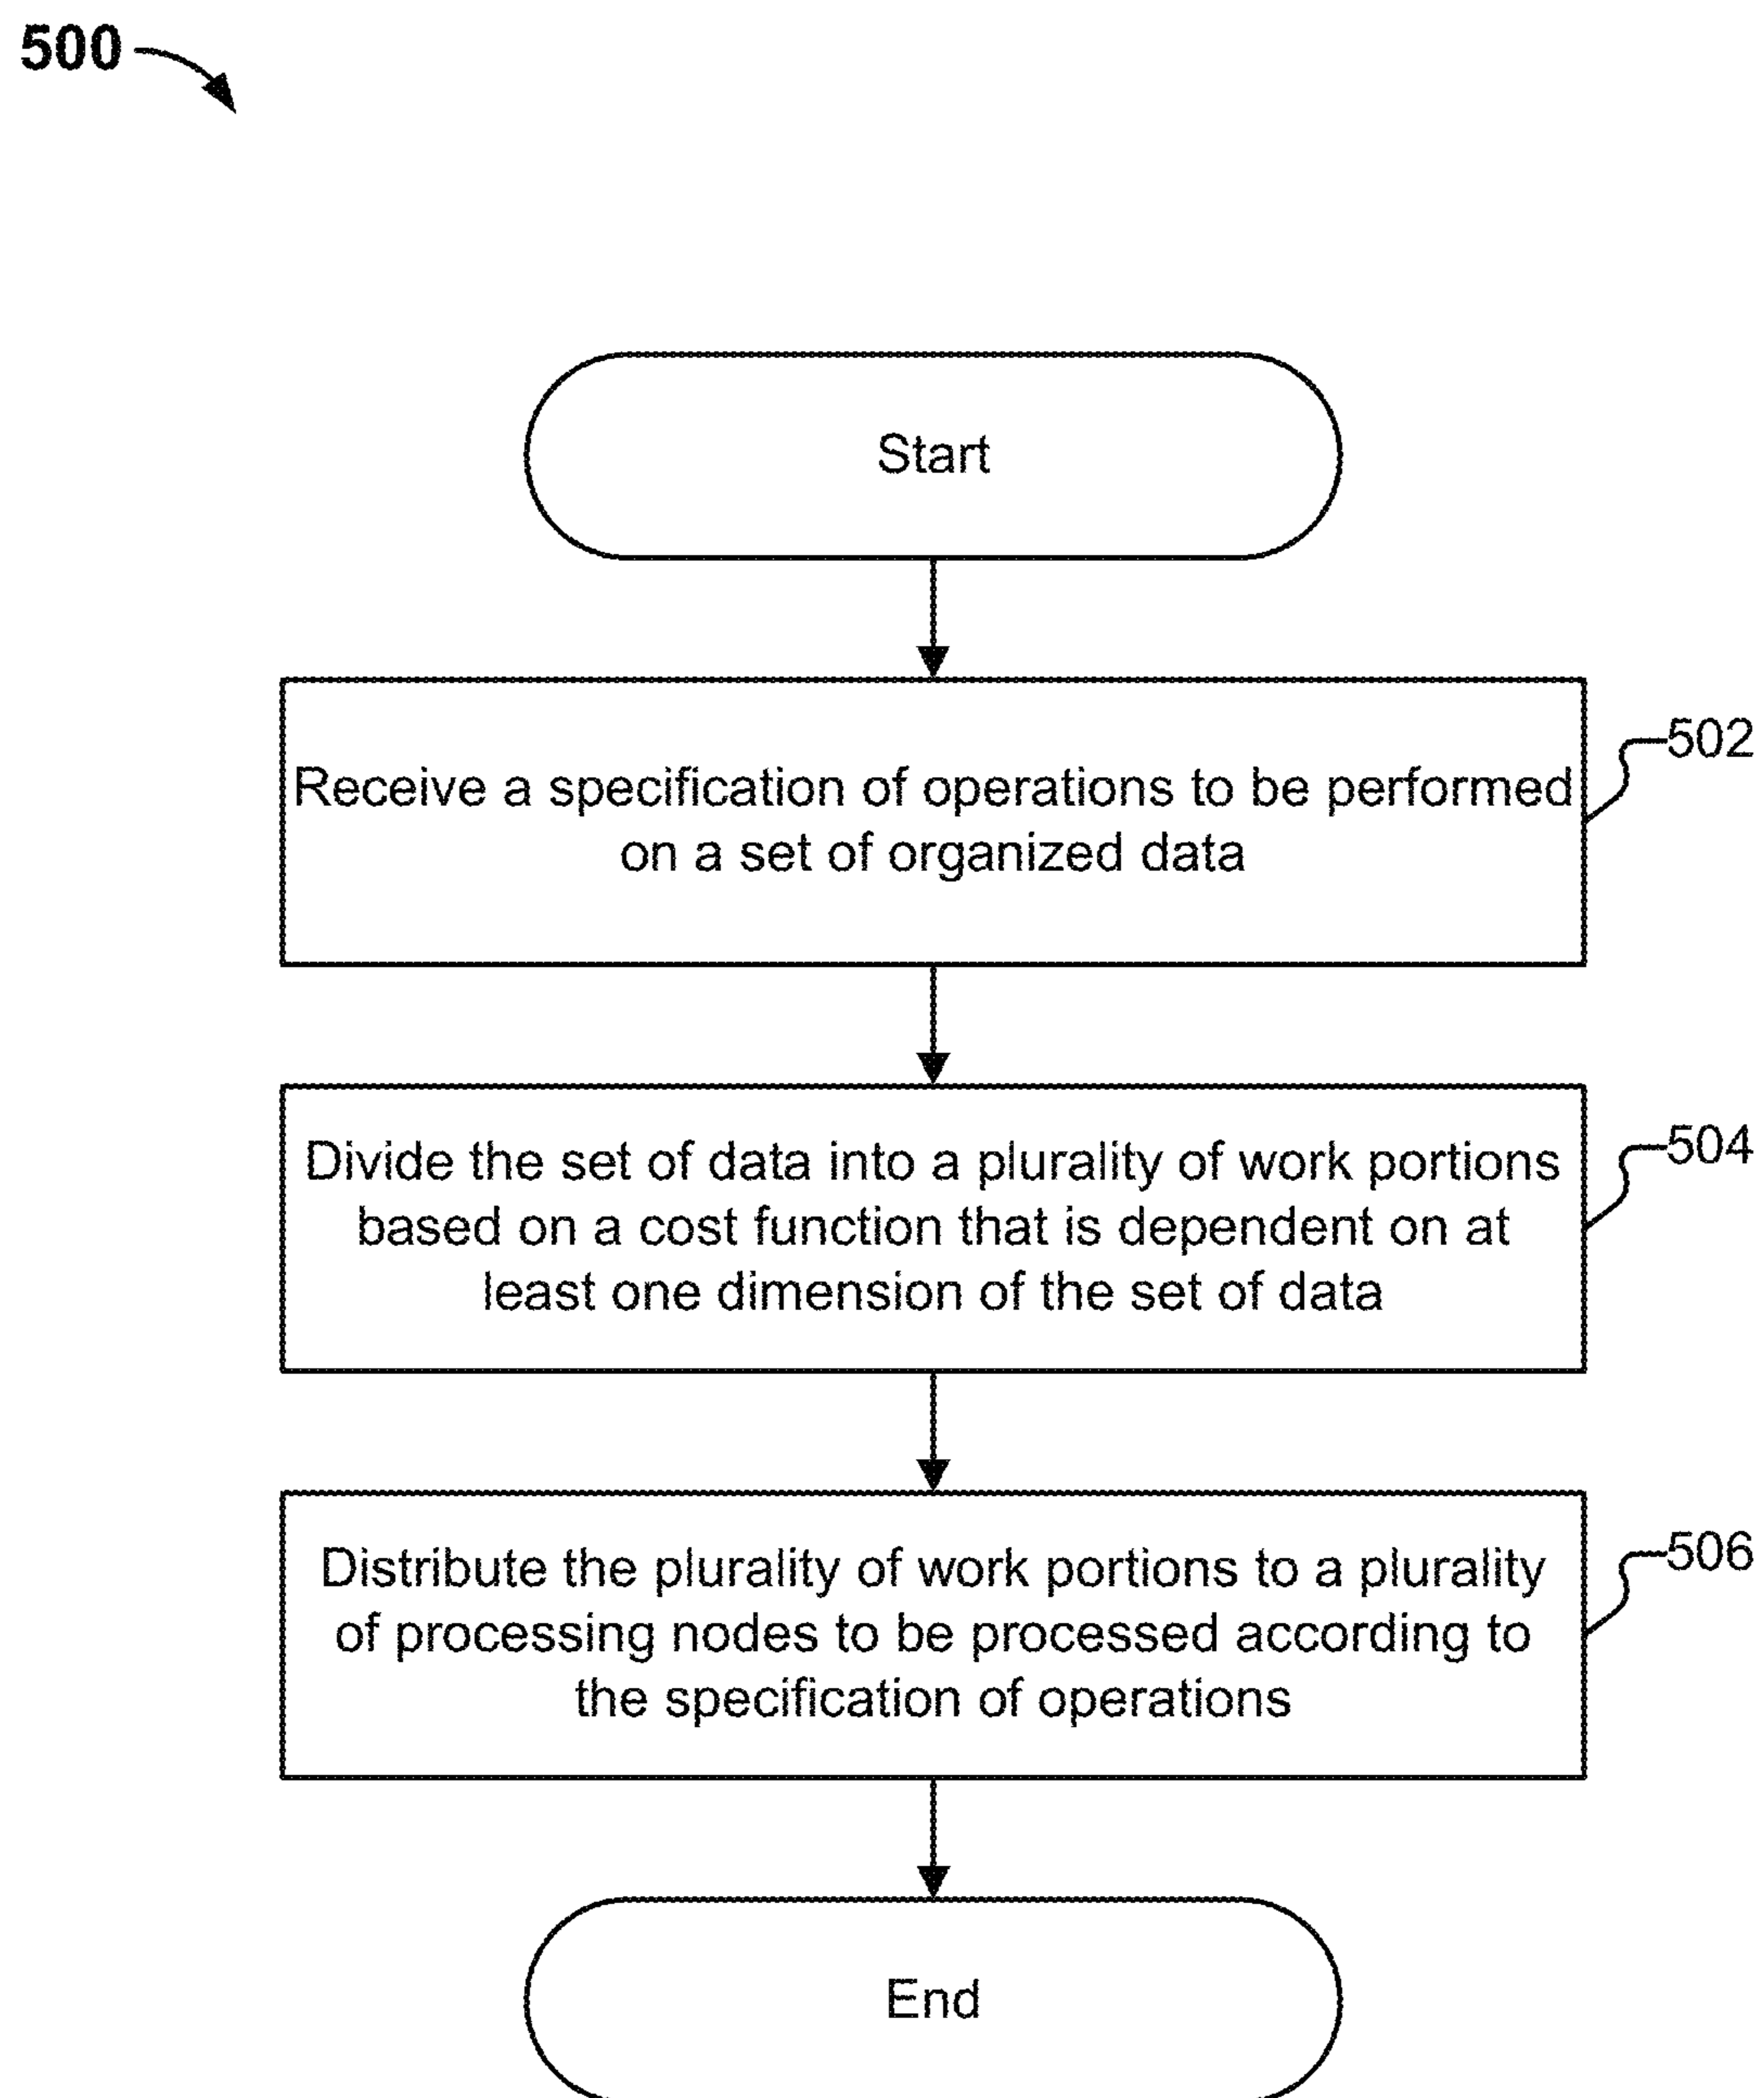 500
Start
Receive a specification of operations to be performed
on a set of organized data
502
Divide the set of data into a plurality of work portions
based on a cost function that is dependent on at
least one dimension of the set of data
504
Distribute the plurality of work portions to a plurality
of processing nodes to be processed according to
the specification of operations
506
End